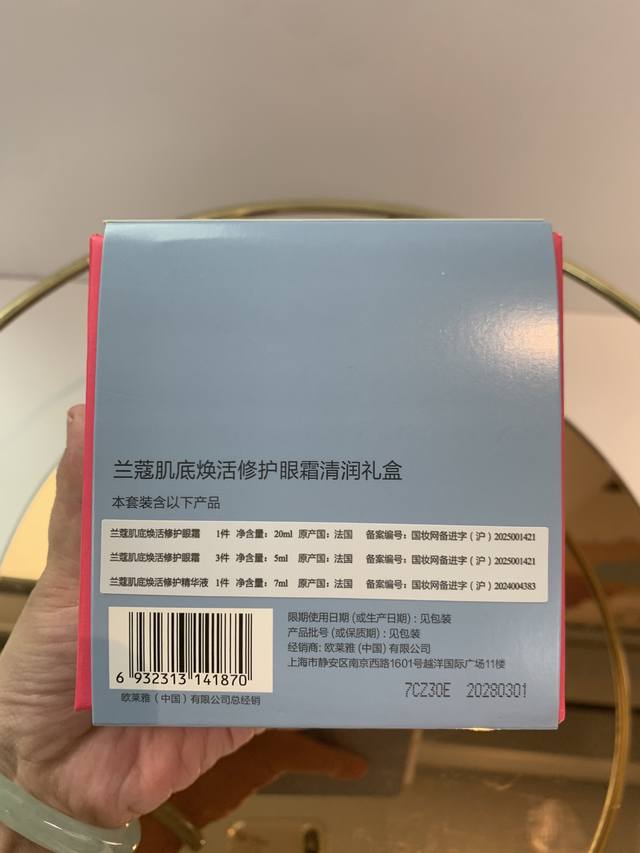 兰蔻肌底焕活修护眼霜清润礼盒
本套装含以下产品
兰蔻肌底焕活修护眼霜 1件 净含量：20ml 原产国：法国 备案编号：国妆网备进字（沪）2025001421
兰蔻肌底焕活修护眼霜 3件 净含量：5ml 原产国：法国 备案编号：国妆网备进字（沪）2025001421
兰蔻肌底焕活修护精华液 1件 净含量：7ml 原产国：法国 备案编号：国妆网备进字（沪）2024004383
6 932313 141870
欧莱雅（中国）有限公司总经销
限期使用日期（或生产日期）: 见包装
产品批号（或保质期）: 见包装
经销商: 欧莱雅（中国）有限公司
上海市静安区南京西路1601号越洋国际广场11楼
7CZ30E 20280301